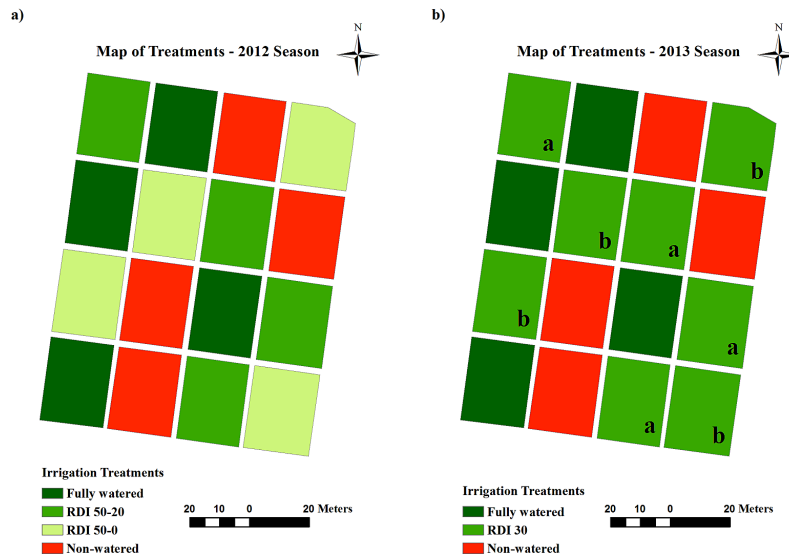 a)
Map of Treatments - 2012 Season
N
Irrigation Treatments
Fully watered
RDI 50-20
RDI 50-0
Non-watered
20 10 0 20 Meters
b)
Map of Treatments - 2013 Season
N
a
b
b
a
b
a
a
b
Irrigation Treatments
Fully watered
RDI 30
Non-watered
20 10 0 20 Meters